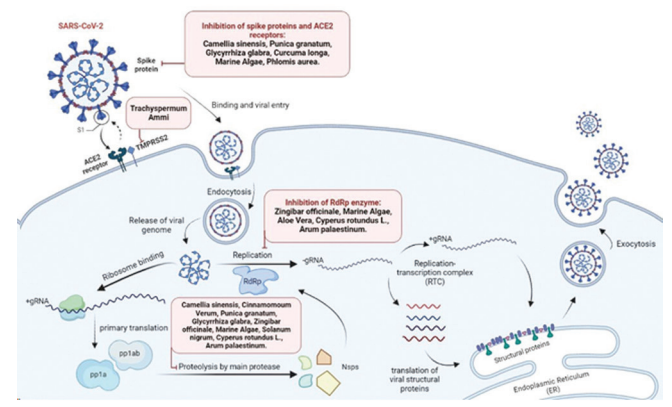 SARS-CoV-2
Inhibition of spike proteins and ACE2
receptors:
Camellia sinensis, Punica granatum,
Glycyrrhiza glabra, Curcuma longa,
Marine Algae, Phlomis aurea.
Spike
protein
Trachyspermum
Ammi
Binding and viral entry
S1
ACE2
receptor
TMPRSS2
Endocytosis
Inhibition of RdRp enzyme:
Zingibar officinale, Marine Algae,
Aloe Vera, Cyperus rotundus L.,
Arum palaestinum.
Release of viral
genome
Exocytosis
Ribosome binding
Replication
RdRp
-gRNA
+gRNA
Replication-
transcription complexe
(RTC)
+gRNA
Camellia sinensis, Cinnamomoum
Verum, Punica granatum,
Glycyrrhiza glabra, Zingibar
officinale, Marine Algae, Solanum
nigrum, Cyperus rotundus L.,
Arum palaestinum.
primary translation
pp1ab
pp1a
Proteolysis by main protease
Nsps
translation of
viral structural
proteins
Structural proteins
Endoplasmic Reticulum
(ER)